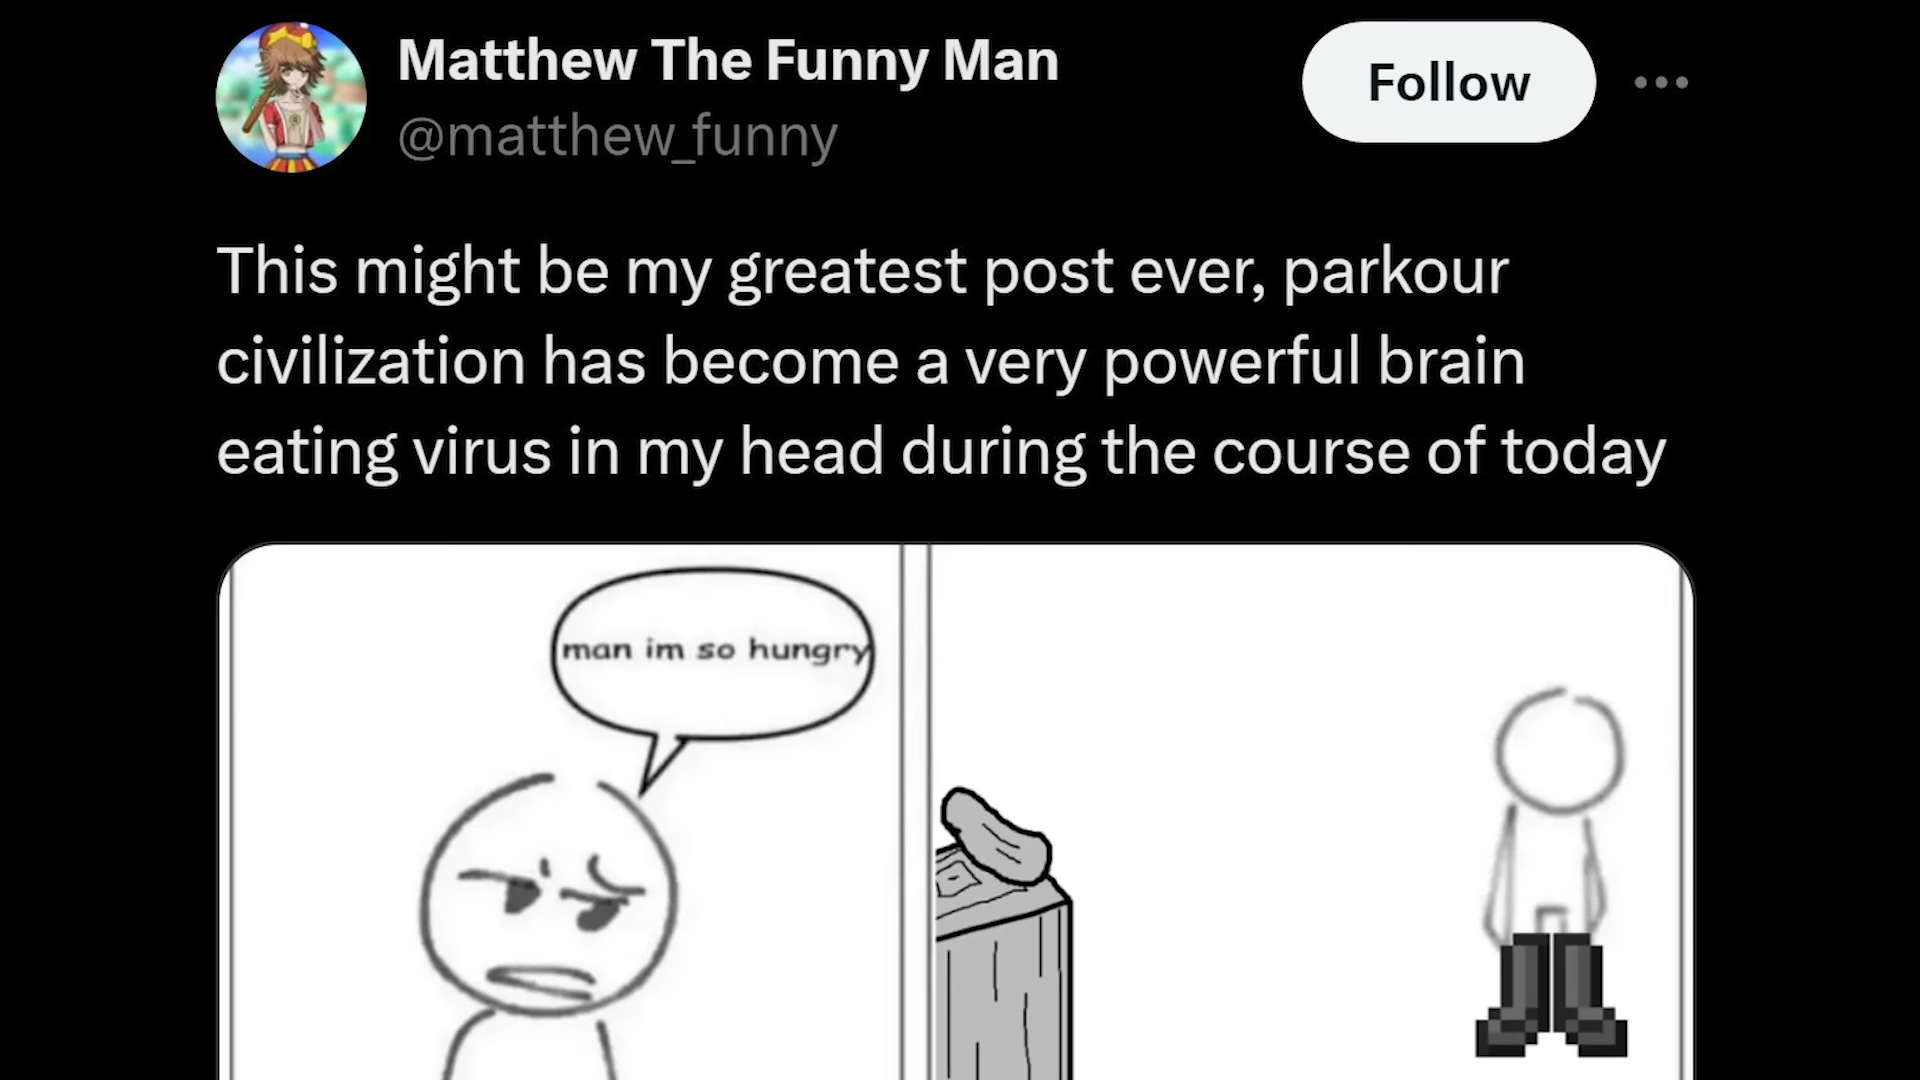 Matthew The Funny Man
@matthew_funny
Follow
This might be my greatest post ever, parkour
civilization has become a very powerful brain
eating virus in my head during the course of today
man im so hungry